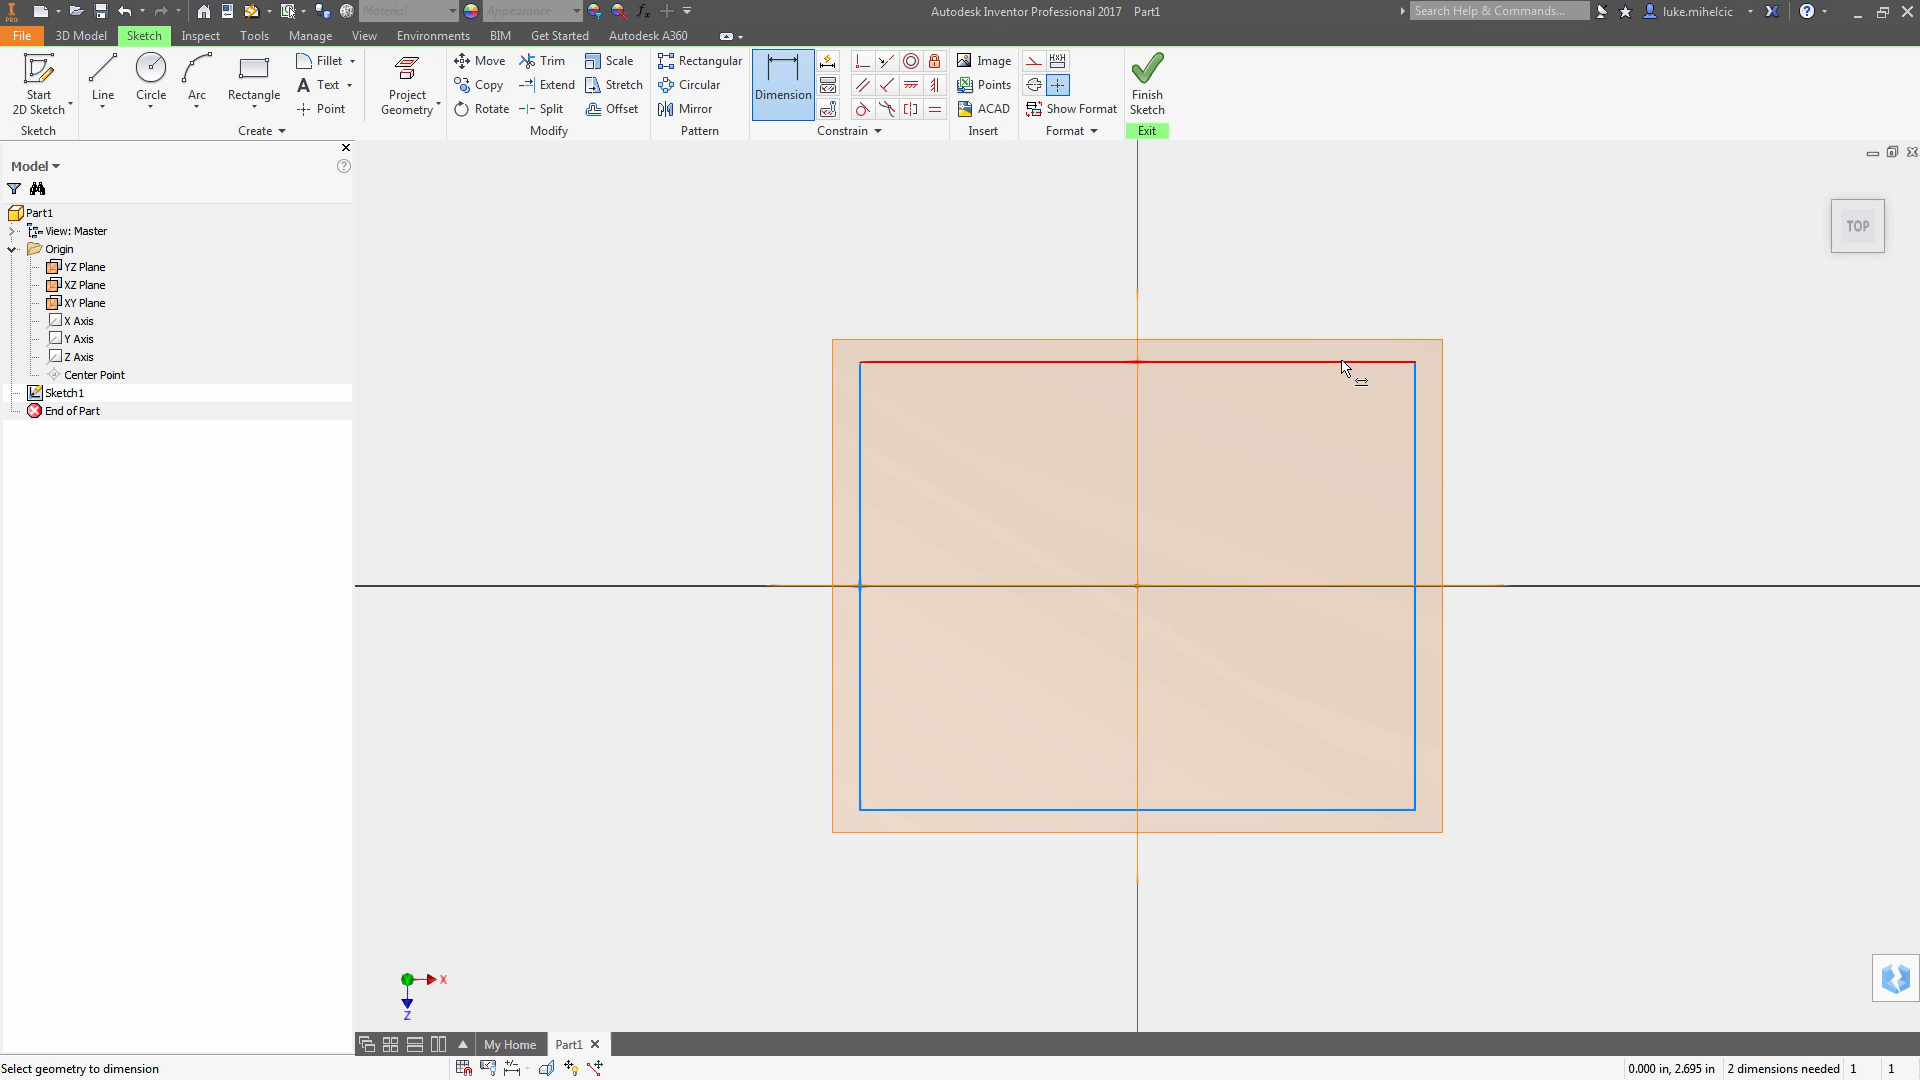 PRO
Material
Appearance
fx
Autodesk Inventor Professional 2017 Part1
Search Help & Commands...
luke.mihelcic
File
3D Model
Sketch
Inspect
Tools
Manage
View
Environments
BIM
Get Started
Autodesk A360
Start
2D Sketch
Line
Circle
Arc
Rectangle
Fillet
Text
Point
Project
Geometry
Move
Copy
Rotate
Trim
Extend
Split
Scale
Stretch
Offset
Rectangular
Circular
Mirror
Dimension
Image
Points
ACAD
Show Format
Finish
Sketch
Sketch
Create
Modify
Pattern
Constrain
Insert
Format
Exit
Model
Part1
View: Master
Origin
YZ Plane
XZ Plane
XY Plane
X Axis
Y Axis
Z Axis
Center Point
Sketch1
End of Part
TOP
X
Z
My Home
Part1
Select geometry to dimension
0.000 in, 2.695 in
2 dimensions needed
1
1